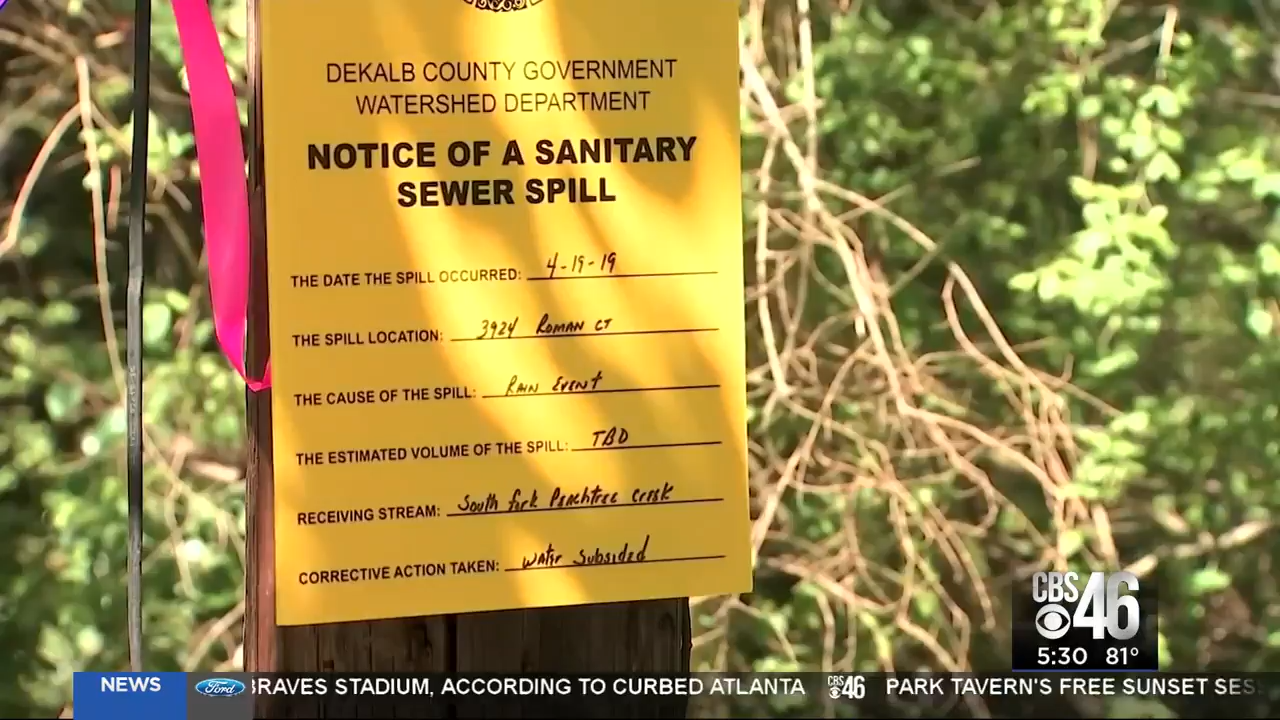 DEKALB COUNTY GOVERNMENT
WATERSHED DEPARTMENT
NOTICE OF A SANITARY
SEWER SPILL
THE DATE THE SPILL OCCURRED: 4-19-19
THE SPILL LOCATION: 3924 ROMAN CT
THE CAUSE OF THE SPILL: RAIN EVENT
THE ESTIMATED VOLUME OF THE SPILL: TBD
RECEIVING STREAM: South fork Peachtree Creek
CORRECTIVE ACTION TAKEN: Water Subsided
CBS 46
5:30 81°
NEWS Ford BRAVES STADIUM, ACCORDING TO CURBED ATLANTA CBS46 PARK TAVERN'S FREE SUNSET SES